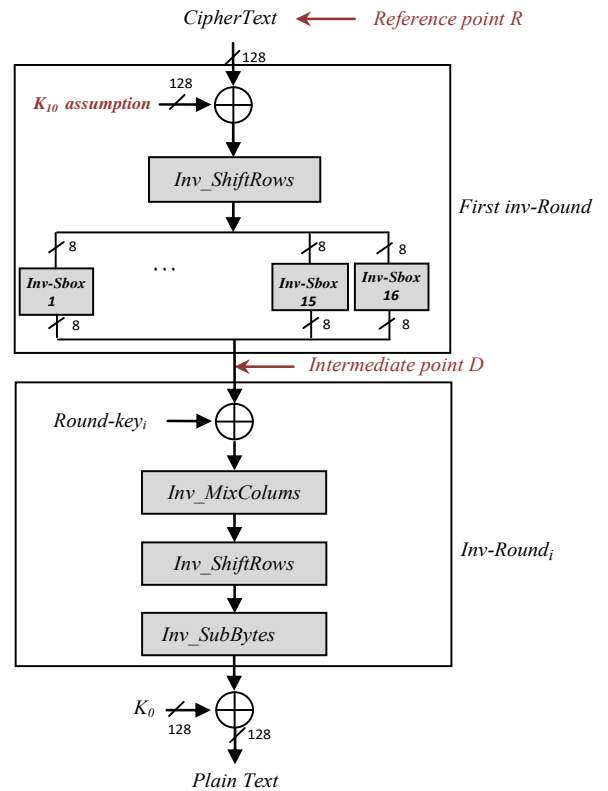 CipherText
Reference point R
128
128
K10 assumption
Inv_ShiftRows
First inv-Round
8
8
8
...
Inv-Sbox 1
Inv-Sbox 15
Inv-Sbox 16
8
8
8
Intermediate point D
Round-keyi
Inv_MixColums
Inv_ShiftRows
Inv-Roundi
Inv_SubBytes
K0
128
128
Plain Text